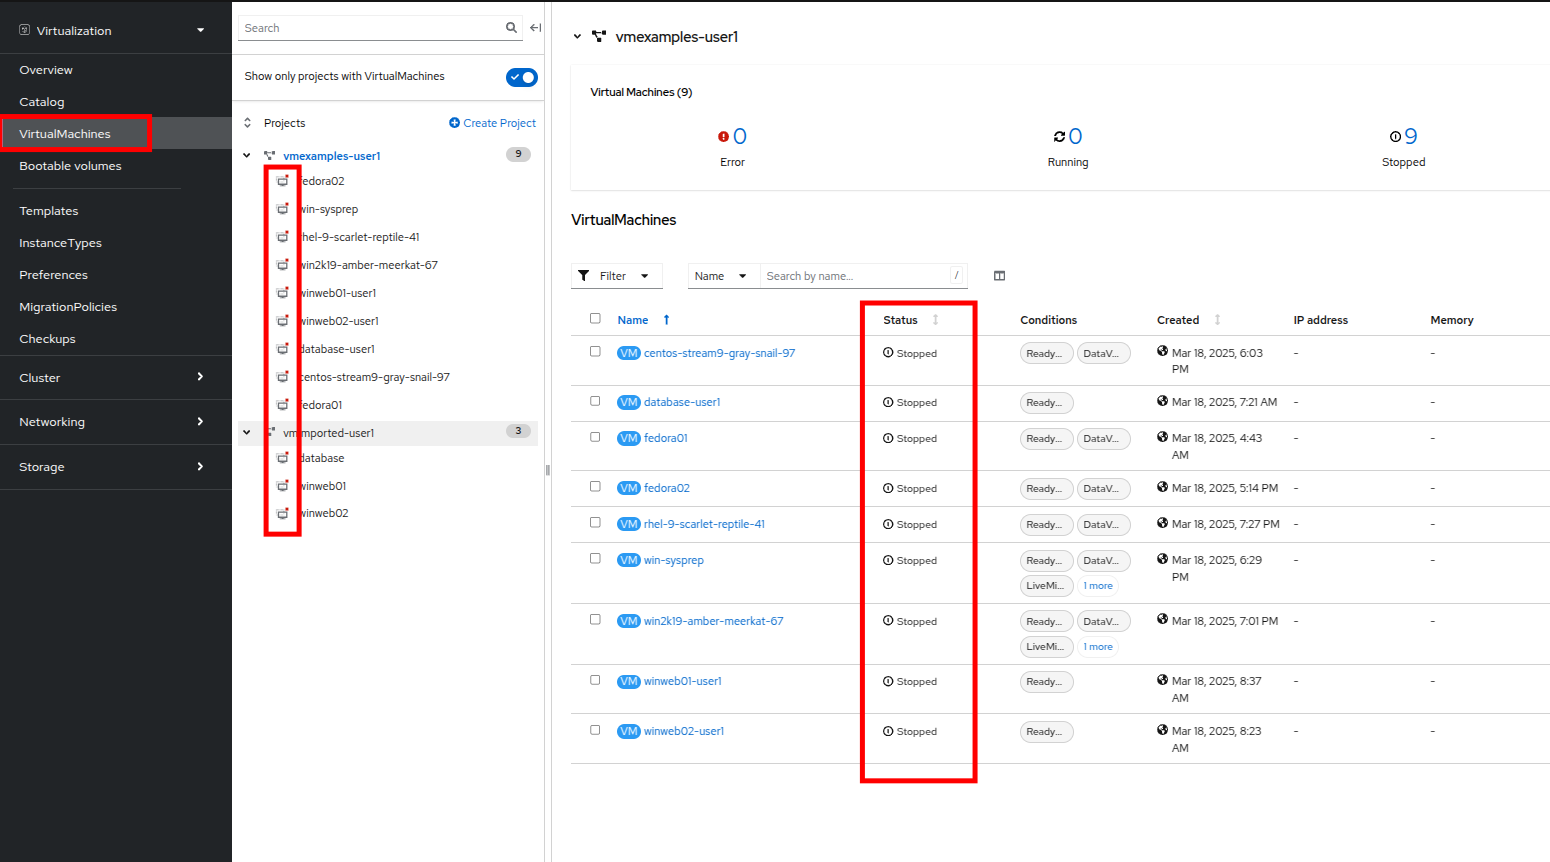 Virtualization
Overview
Catalog
VirtualMachines
Bootable volumes
Templates
InstanceTypes
Preferences
MigrationPolicies
Checkups
Cluster
Networking
Storage
Search
Show only projects with VirtualMachines
Projects Create Project
vmexamples-user1 9
fedora02
win-sysprep
rhel-9-scarlet-reptile-41
win2k19-amber-meerkat-67
winweb01-user1
winweb02-user1
database-user1
centos-stream9-gray-snail-97
fedora01
vmimported-user1 3
database
winweb01
winweb02
vmexamples-user1
Virtual Machines (9)
0 0 9
Error Running Stopped
VirtualMachines
Filter Name Search by name... /
Name Status Conditions Created IP address Memory
VM centos-stream9-gray-snail-97 Stopped Ready... DataV... Mar 18, 2025, 6:03 - -
PM
VM database-user1 Stopped Ready... Mar 18, 2025, 7:21 AM - -
VM fedora01 Stopped Ready... DataV... Mar 18, 2025, 4:43 - -
AM
VM fedora02 Stopped Ready... DataV... Mar 18, 2025, 5:14 PM - -
VM rhel-9-scarlet-reptile-41 Stopped Ready... DataV... Mar 18, 2025, 7:27 PM - -
VM win-sysprep Stopped Ready... DataV... Mar 18, 2025, 6:29 - -
PM
LiveMi... 1 more
VM win2k19-amber-meerkat-67 Stopped Ready... DataV... Mar 18, 2025, 7:01 PM - -
LiveMi... 1 more
VM winweb01-user1 Stopped Ready... Mar 18, 2025, 8:37 - -
AM
VM winweb02-user1 Stopped Ready... Mar 18, 2025, 8:23 - -
AM